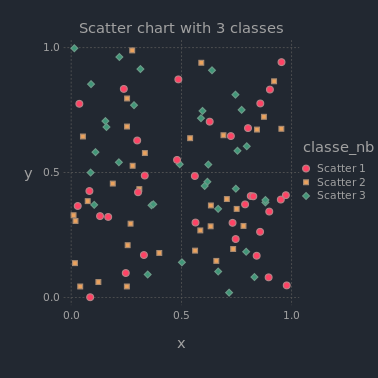 Scatter chart with 3 classes
1.0
0.5
0.0
y
0.0
0.5
1.0
x
classe_nb
Scatter 1
Scatter 2
Scatter 3